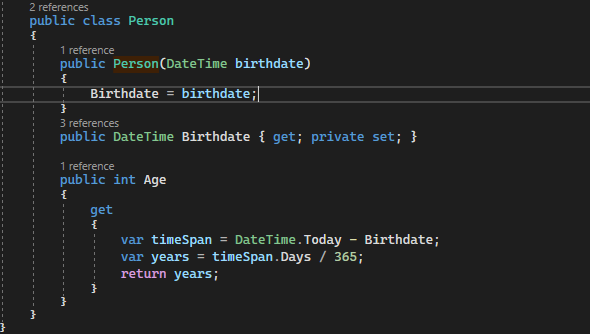 2 references
public class Person
{
1 reference
public Person(DateTime birthdate)
{
Birthdate = birthdate;
}
3 references
public DateTime Birthdate { get; private set; }
1 reference
public int Age
{
get
{
var timeSpan = DateTime.Today - Birthdate;
var years = timeSpan.Days / 365;
return years;
}
}
}
}